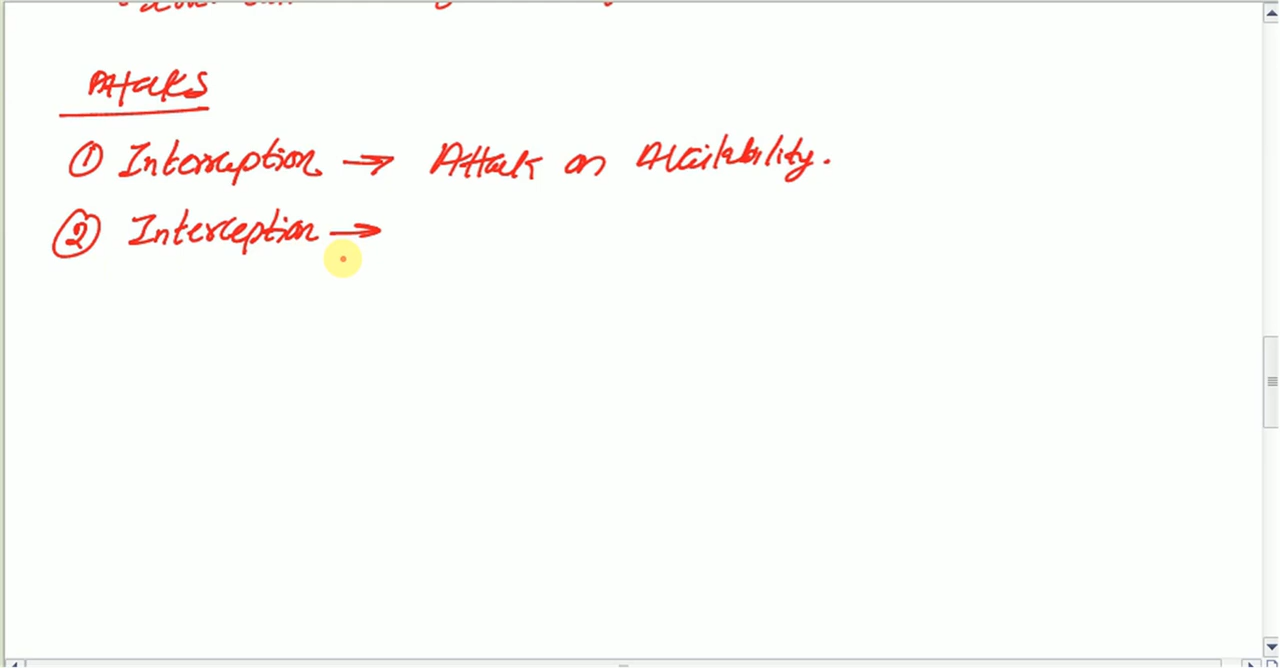 Attacks
① Interruption → Attack on Availability.
② Interception →